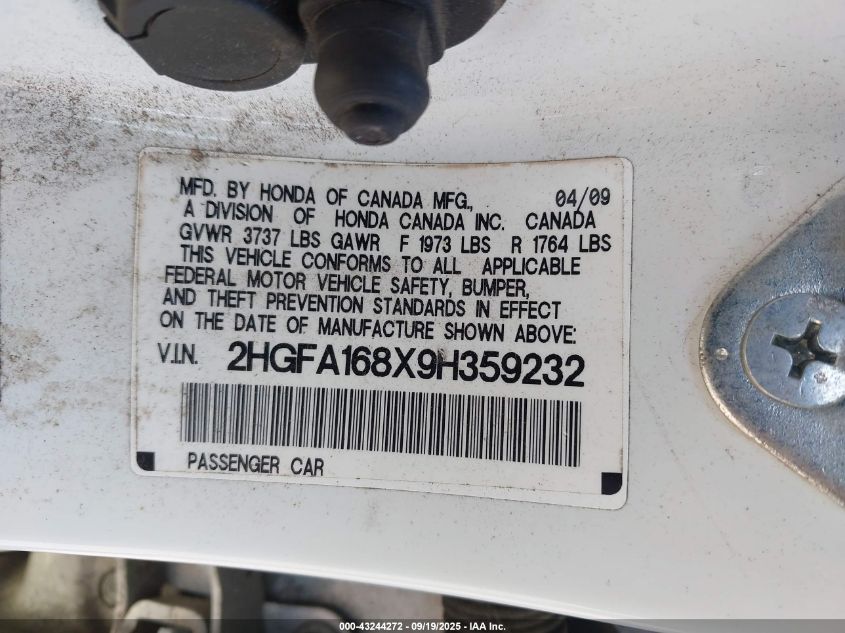 MFD. BY HONDA OF CANADA MFG., 04/09
A DIVISION OF HONDA CANADA INC. CANADA
GVWR 3737 LBS GAWR F 1973 LBS R 1764 LBS
THIS VEHICLE CONFORMS TO ALL APPLICABLE
FEDERAL MOTOR VEHICLE SAFETY, BUMPER,
AND THEFT PREVENTION STANDARDS IN EFFECT
ON THE DATE OF MANUFACTURE SHOWN ABOVE:
V.I.N. 2HGFA168X9H359232
PASSENGER CAR
000-43244272 - 09/19/2025 - IAA Inc.